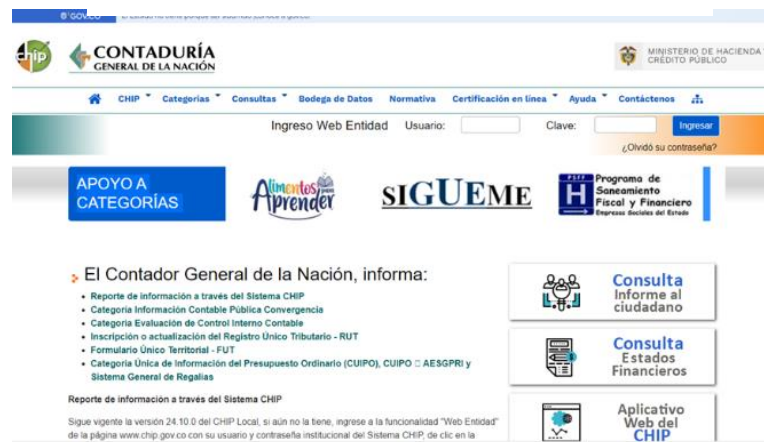 GOV.CO
chip
CONTADURÍA
GENERAL DE LA NACIÓN
MINISTERIO DE HACIENDA Y
CRÉDITO PÚBLICO
CHIP Categorías Consultas Bodega de Datos Normativa Certificación en línea Ayuda Contáctenos
Ingreso Web Entidad Usuario: Clave: Ingresar
¿Olvidó su contraseña?
APOYO A
CATEGORÍAS
Alimentos para
Aprender
SIGUEME
PSFF
H
Programa de
Saneamiento
Fiscal y Financiero
Empresas Sociales del Estado
El Contador General de la Nación, informa:
• Reporte de información a través del Sistema CHIP
• Categoría Información Contable Pública Convergencia
• Categoría Evaluación de Control Interno Contable
• Inscripción o actualización del Registro Único Tributario - RUT
• Formulario Único Territorial - FUT
• Categoría Única de Información del Presupuesto Ordinario (CUIPO), CUIPO □ AESGPRI y
Sistema General de Regalías
Reporte de información a través del Sistema CHIP
Sigue vigente la versión 24.10.0 del CHIP Local, si aún no la tiene, ingrese a la funcionalidad "Web Entidad"
de la página www.chip.gov.co con su usuario y contraseña institucional del Sistema CHIP, de clic en la
Consulta
Informe al
ciudadano
Consulta
Estados
Financieros
Aplicativo
Web del
CHIP